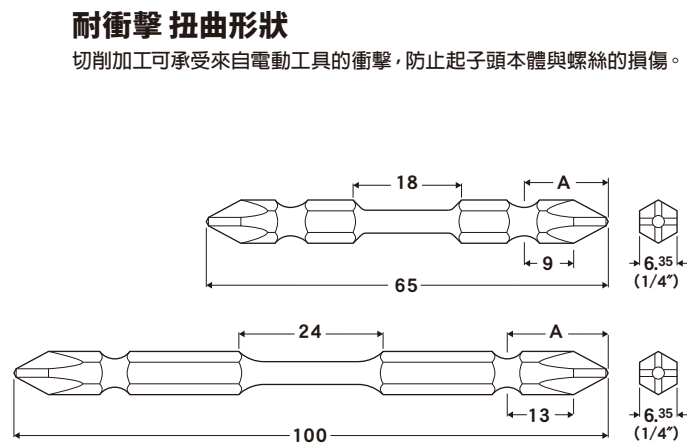 耐衝擊 扭曲形狀
切削加工可承受來自電動工具的衝擊，防止起子頭本體與螺絲的損傷。
18
A
9
6.35
65
(1/4″)
24
A
13
6.35
100
(1/4″)